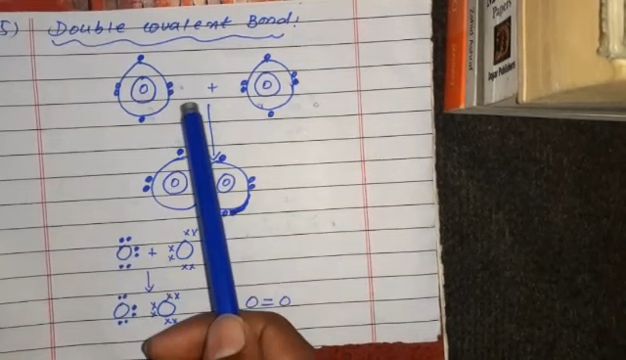 5) Double covalent Bond:
O + O
O O
O + O
O O O = O